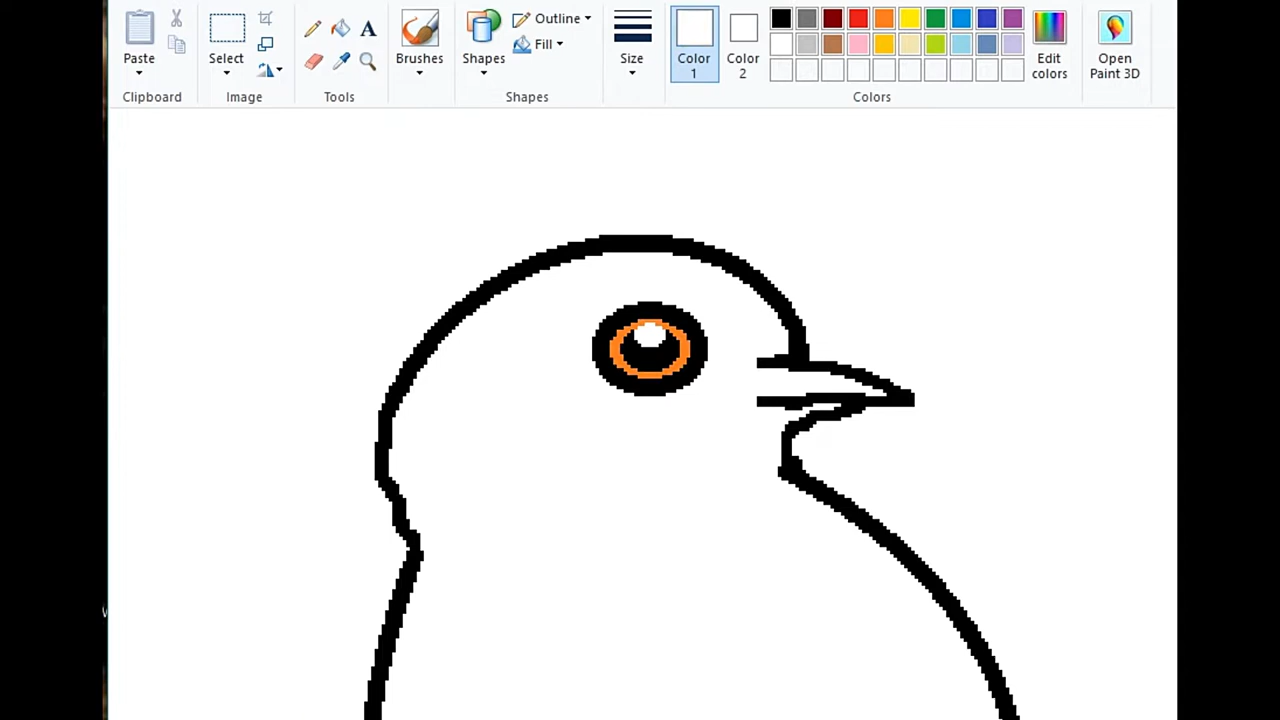 Paste
Clipboard
Select
Image
A
Tools
Brushes
Shapes
Outline
Fill
Shapes
Size
Color
1
Color
2
Edit
colors
Colors
Open
Paint 3D